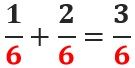 1/6 + 2/6 = 3/6